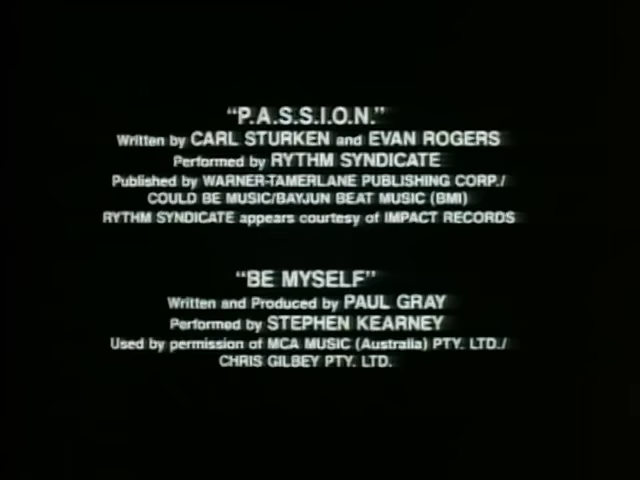 "P.A.S.S.I.O.N."
Written by CARL STURKEN and EVAN ROGERS
Performed by RYTHM SYNDICATE
Published by WARNER-TAMERLANE PUBLISHING CORP./
COULD BE MUSIC/BAYJUN BEAT MUSIC (BMI)
RYTHM SYNDICATE appears courtesy of IMPACT RECORDS
"BE MYSELF"
Written and Produced by PAUL GRAY
Performed by STEPHEN KEARNEY
Used by permission of MCA MUSIC (Australia) PTY. LTD./
CHRIS GILBEY PTY. LTD.